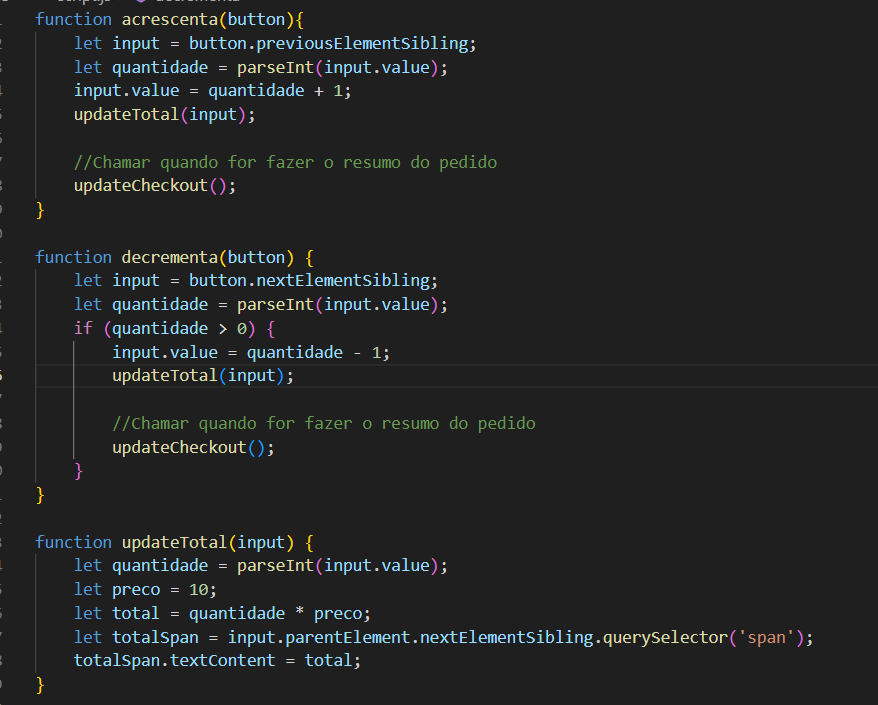 function acrescenta(button){
    let input = button.previousElementSibling;
    let quantidade = parseInt(input.value);
    input.value = quantidade + 1;
    updateTotal(input);

    //Chamar quando for fazer o resumo do pedido
    updateCheckout();
}

function decrementa(button) {
    let input = button.nextElementSibling;
    let quantidade = parseInt(input.value);
    if (quantidade > 0) {
        input.value = quantidade - 1;
        updateTotal(input);

        //Chamar quando for fazer o resumo do pedido
        updateCheckout();
    }
}

function updateTotal(input) {
    let quantidade = parseInt(input.value);
    let preco = 10;
    let total = quantidade * preco;
    let totalSpan = input.parentElement.nextElementSibling.querySelector('span');
    totalSpan.textContent = total;
}